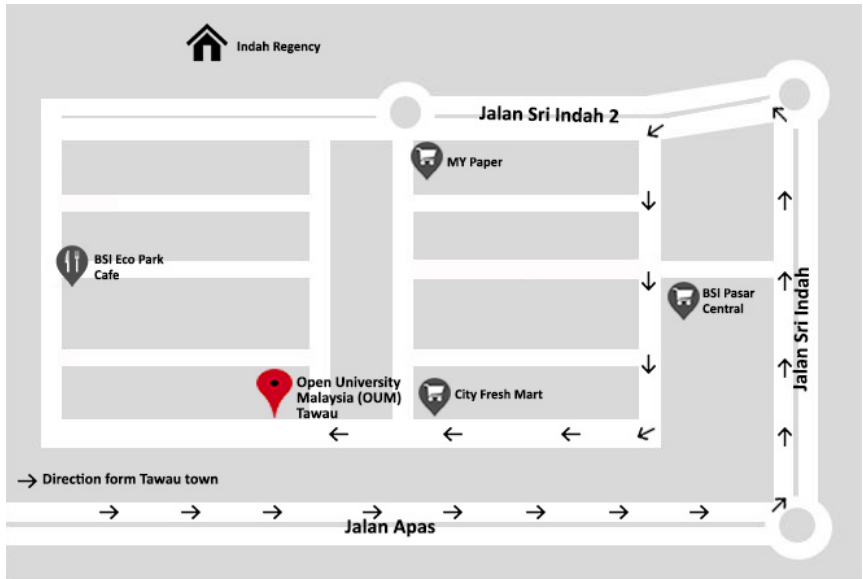 Indah Regency
Jalan Sri Indah 2
MY Paper
BSI Eco Park
Cafe
BSI Pasar
Central
Jalan Sri Indah
Open University
Malaysia (OUM)
Tawau
City Fresh Mart
Direction form Tawau town
Jalan Apas